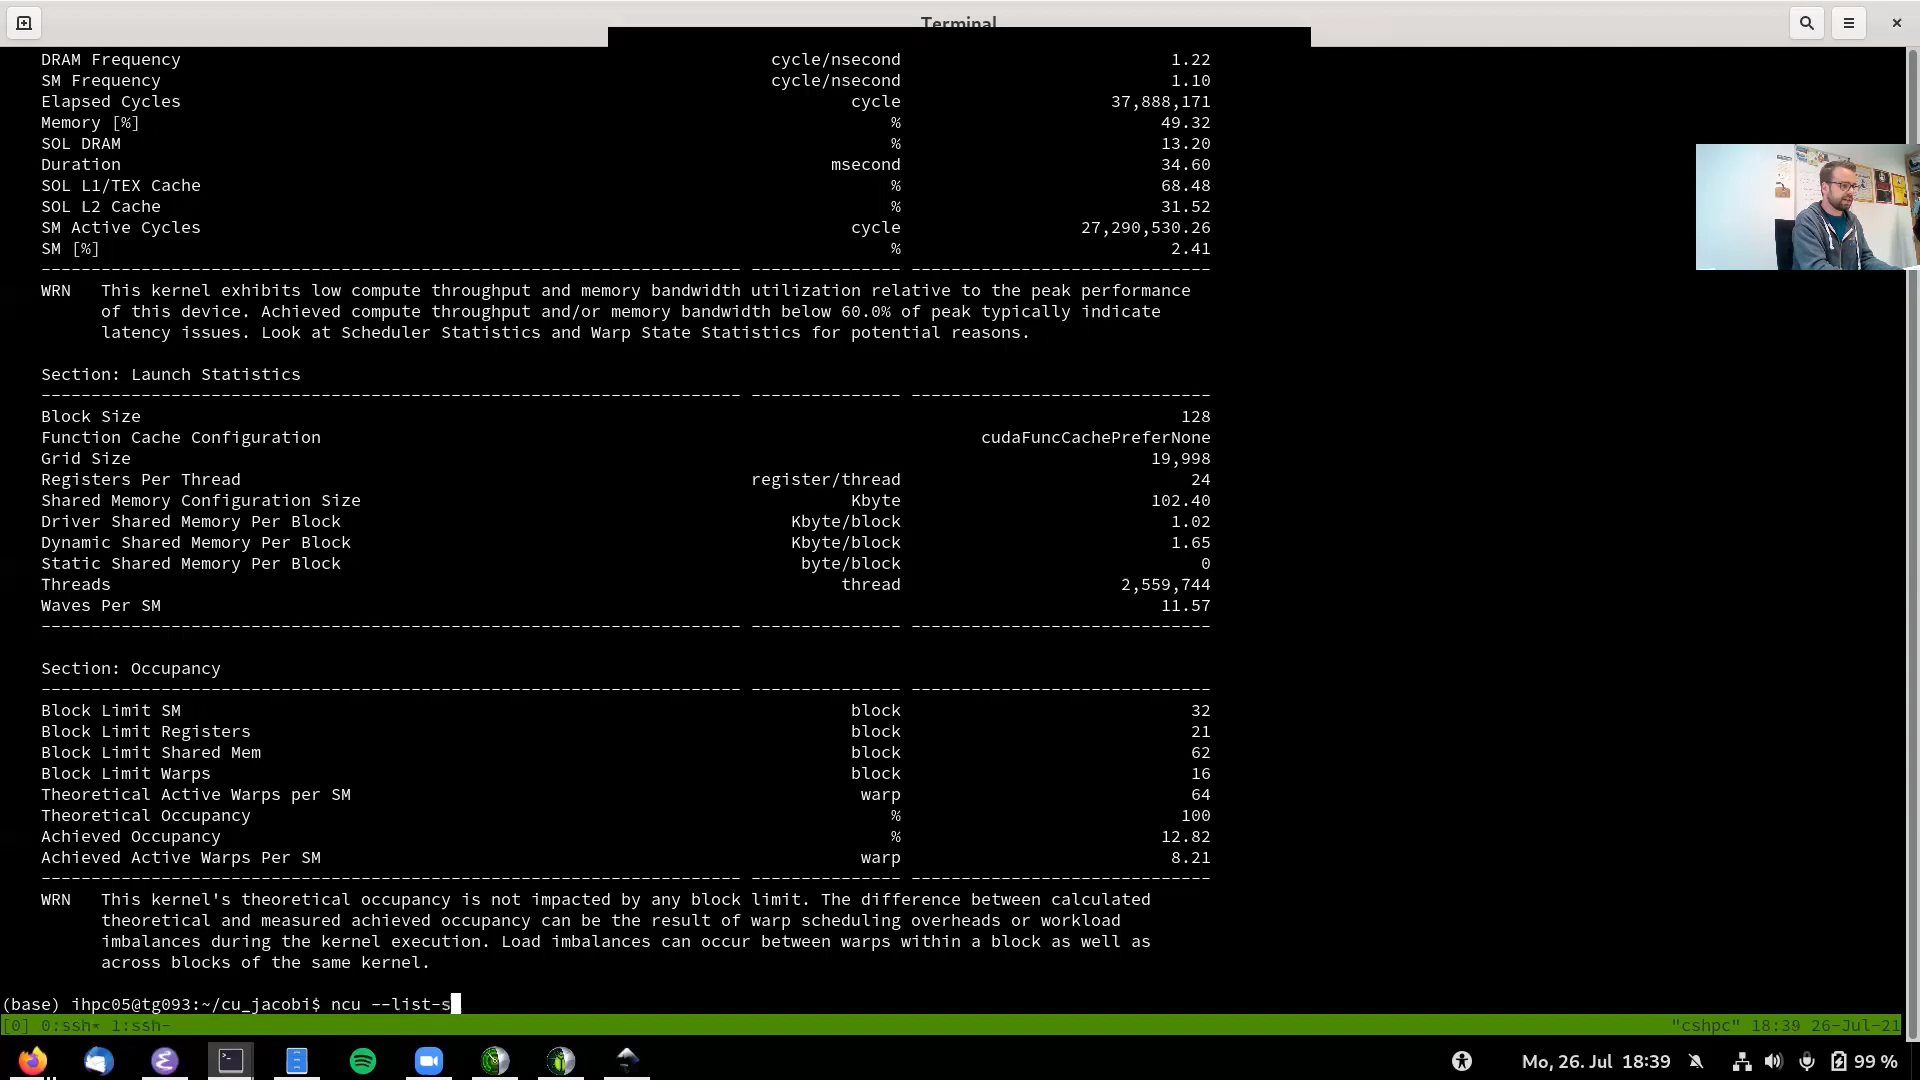 Terminal
DRAM Frequency cycle/nsecond 1.22
SM Frequency cycle/nsecond 1.10
Elapsed Cycles cycle 37,888,171
Memory [%] % 49.32
SOL DRAM % 13.20
Duration msecond 34.60
SOL L1/TEX Cache % 68.48
SOL L2 Cache % 31.52
SM Active Cycles cycle 27,290,530.26
SM [%] % 2.41
---------------------------------------------------------------------- --------------- ------------------------------
WRN This kernel exhibits low compute throughput and memory bandwidth utilization relative to the peak performance
of this device. Achieved compute throughput and/or memory bandwidth below 60.0% of peak typically indicate
latency issues. Look at Scheduler Statistics and Warp State Statistics for potential reasons.
Section: Launch Statistics
---------------------------------------------------------------------- --------------- ------------------------------
Block Size 128
Function Cache Configuration cudaFuncCachePreferNone
Grid Size 19,998
Registers Per Thread register/thread 24
Shared Memory Configuration Size Kbyte 102.40
Driver Shared Memory Per Block Kbyte/block 1.02
Dynamic Shared Memory Per Block Kbyte/block 1.65
Static Shared Memory Per Block byte/block 0
Threads thread 2,559,744
Waves Per SM 11.57
---------------------------------------------------------------------- --------------- ------------------------------
Section: Occupancy
---------------------------------------------------------------------- --------------- ------------------------------
Block Limit SM block 32
Block Limit Registers block 21
Block Limit Shared Mem block 62
Block Limit Warps block 16
Theoretical Active Warps per SM warp 64
Theoretical Occupancy % 100
Achieved Occupancy % 12.82
Achieved Active Warps Per SM warp 8.21
---------------------------------------------------------------------- --------------- ------------------------------
WRN This kernel's theoretical occupancy is not impacted by any block limit. The difference between calculated
theoretical and measured achieved occupancy can be the result of warp scheduling overheads or workload
imbalances during the kernel execution. Load imbalances can occur between warps within a block as well as
across blocks of the same kernel.
(base) ihpc05@tg093:~/cu_jacobi$ ncu --list-s
[0] 0:ssh* 1:ssh- "cshpc" 18:39 26-Jul-21
Mo, 26. Jul 18:39 99 %